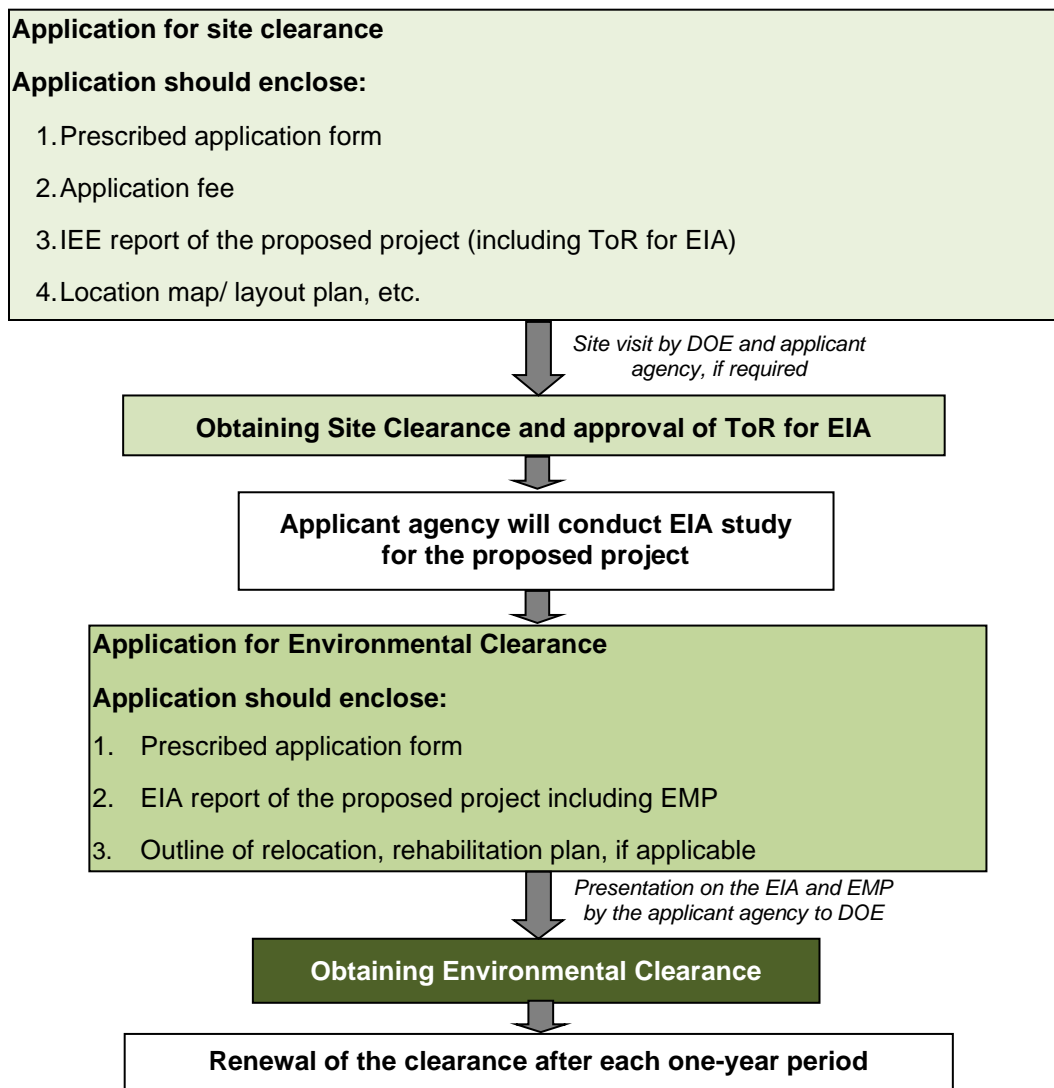 Application for site clearance
Application should enclose:
1. Prescribed application form
2. Application fee
3. IEE report of the proposed project (including ToR for EIA)
4. Location map/ layout plan, etc.
Site visit by DOE and applicant
agency, if required
Obtaining Site Clearance and approval of ToR for EIA
Applicant agency will conduct EIA study
for the proposed project
Application for Environmental Clearance
Application should enclose:
1. Prescribed application form
2. EIA report of the proposed project including EMP
3. Outline of relocation, rehabilitation plan, if applicable
Presentation on the EIA and EMP
by the applicant agency to DOE
Obtaining Environmental Clearance
Renewal of the clearance after each one-year period